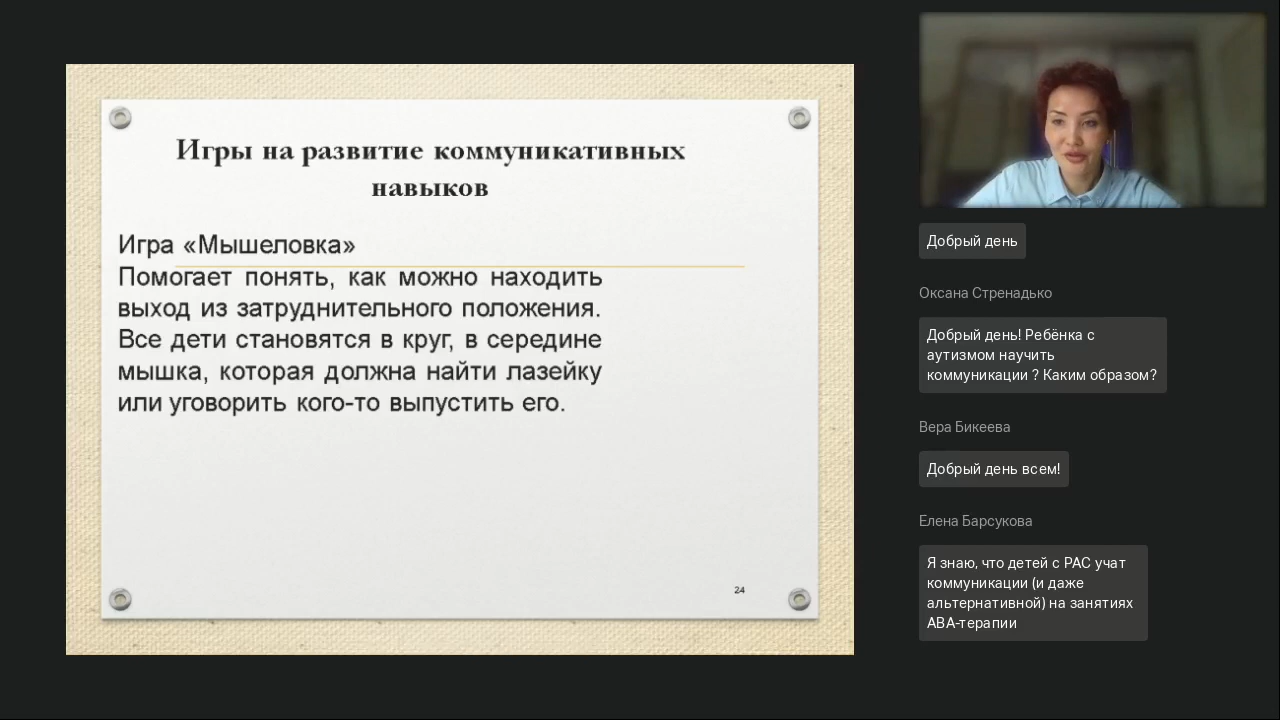 Игры на развитие коммуникативных
навыков
Игра «Мышеловка»
Помогает понять, как можно находить
выход из затруднительного положения.
Все дети становятся в круг, в середине
мышка, которая должна найти лазейку
или уговорить кого-то выпустить его.
24
Добрый день
Оксана Стренадько
Добрый день! Ребёнка с
аутизмом научить
коммуникации ? Каким образом?
Вера Бикеева
Добрый день всем!
Елена Барсукова
Я знаю, что детей с РАС учат
коммуникации (и даже
альтернативной) на занятиях
АВА-терапии